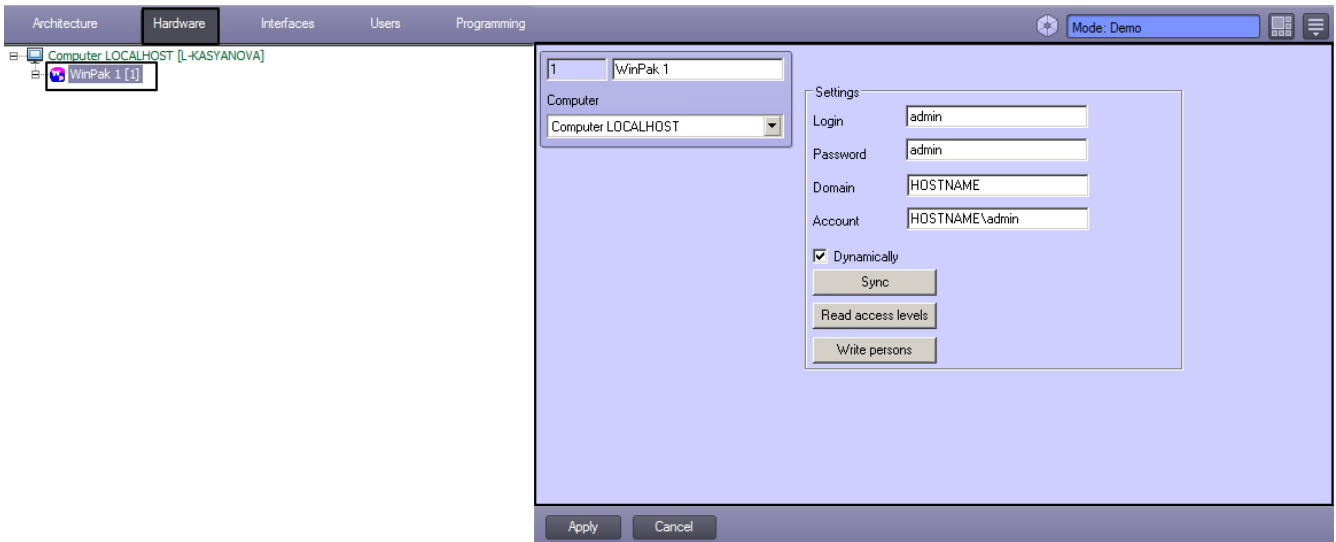 Architecture Hardware Interfaces Users Programming Mode: Demo
Computer LOCALHOST [L-KASYANOVA]
WinPak 1 [1]
1 WinPak 1
Computer
Computer LOCALHOST
Settings
Login admin
Password admin
Domain HOSTNAME
Account HOSTNAME\admin
Dynamically
Sync
Read access levels
Write persons
Apply Cancel